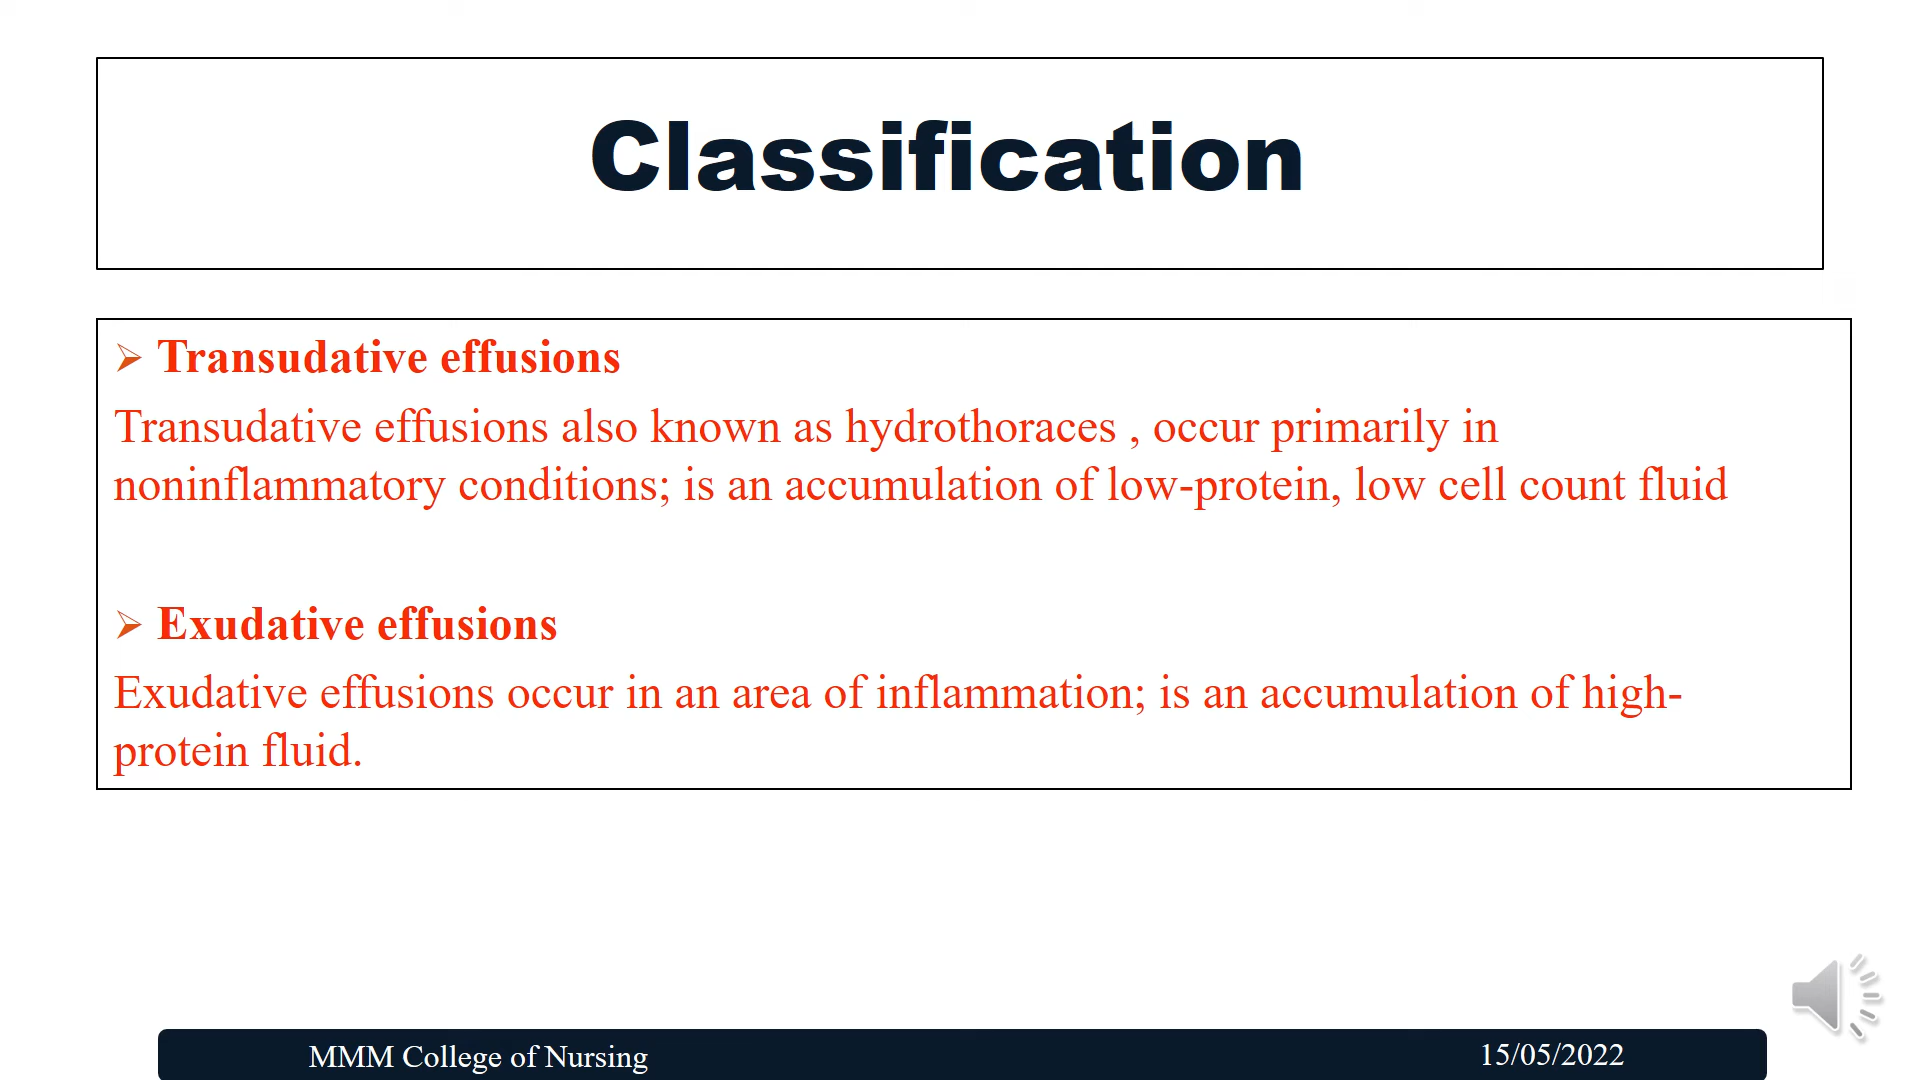 Classification
➢ Transudative effusions
Transudative effusions also known as hydrothoraces , occur primarily in
noninflammatory conditions; is an accumulation of low-protein, low cell count fluid
➢ Exudative effusions
Exudative effusions occur in an area of inflammation; is an accumulation of high-
protein fluid.
MMM College of Nursing
15/05/2022